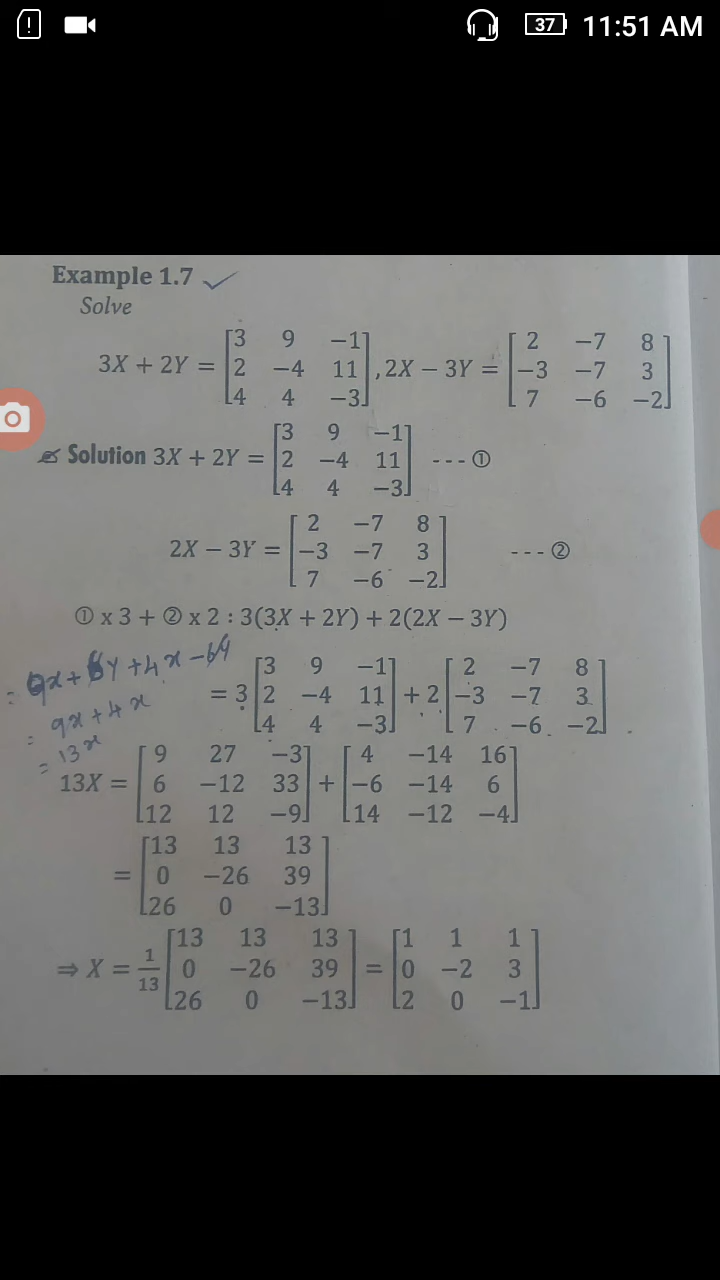 37 11:51 AM
Example 1.7 ✓
Solve
3X + 2Y = [3 9 −1; 2 −4 11; 4 4 −3], 2X − 3Y = [2 −7 8; −3 −7 3; 7 −6 −2]
Solution 3X + 2Y = [3 9 −1; 2 −4 11; 4 4 −3] - - - ①
2X − 3Y = [2 −7 8; −3 −7 3; 7 −6 −2] - - - ②
① x 3 + ② x 2 : 3(3X + 2Y) + 2(2X − 3Y)
= 9x + 6y + 4x − 6y
= 9x + 4x
= 13x
= 3 [3 9 −1; 2 −4 11; 4 4 −3] + 2 [2 −7 8; −3 −7 3; 7 −6 −2]
13X = [9 27 −3; 6 −12 33; 12 12 −9] + [4 −14 16; −6 −14 6; 14 −12 −4]
= [13 13 13; 0 −26 39; 26 0 −13]
⇒ X = 1/13 [13 13 13; 0 −26 39; 26 0 −13] = [1 1 1; 0 −2 3; 2 0 −1]